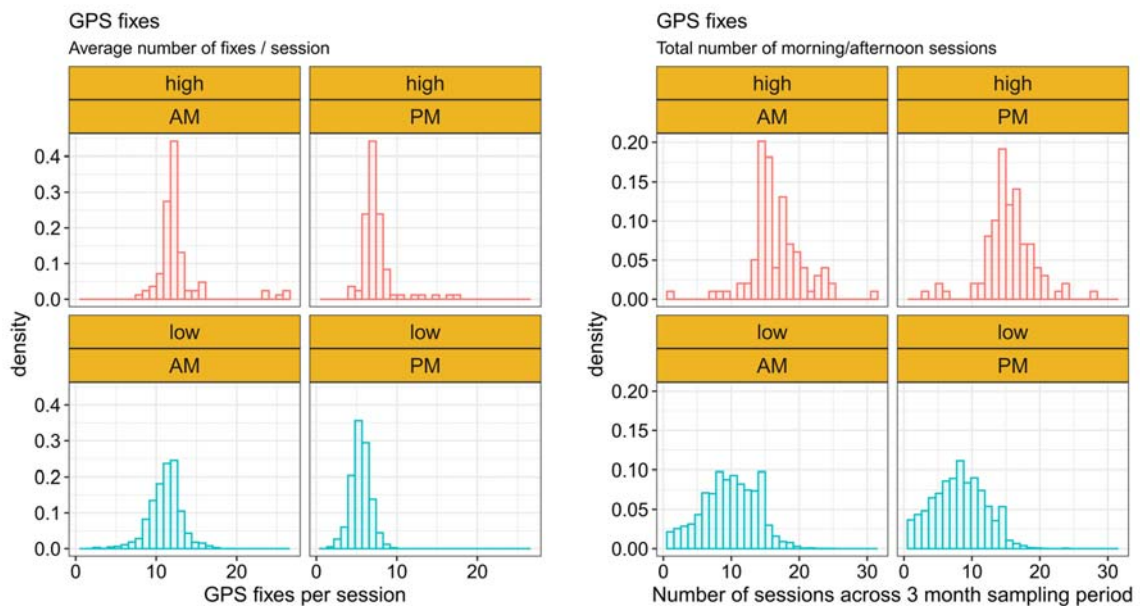 GPS fixes
Average number of fixes / session
high
high
AM
PM
0.4
0.3
0.2
0.1
0.0
low
low
AM
PM
0.4
0.3
0.2
0.1
0.0
density
0
10
20
0
10
20
GPS fixes per session
GPS fixes
Total number of morning/afternoon sessions
high
high
AM
PM
0.20
0.15
0.10
0.05
0.00
low
low
AM
PM
0.20
0.15
0.10
0.05
0.00
density
0
10
20
30
0
10
20
30
Number of sessions across 3 month sampling period